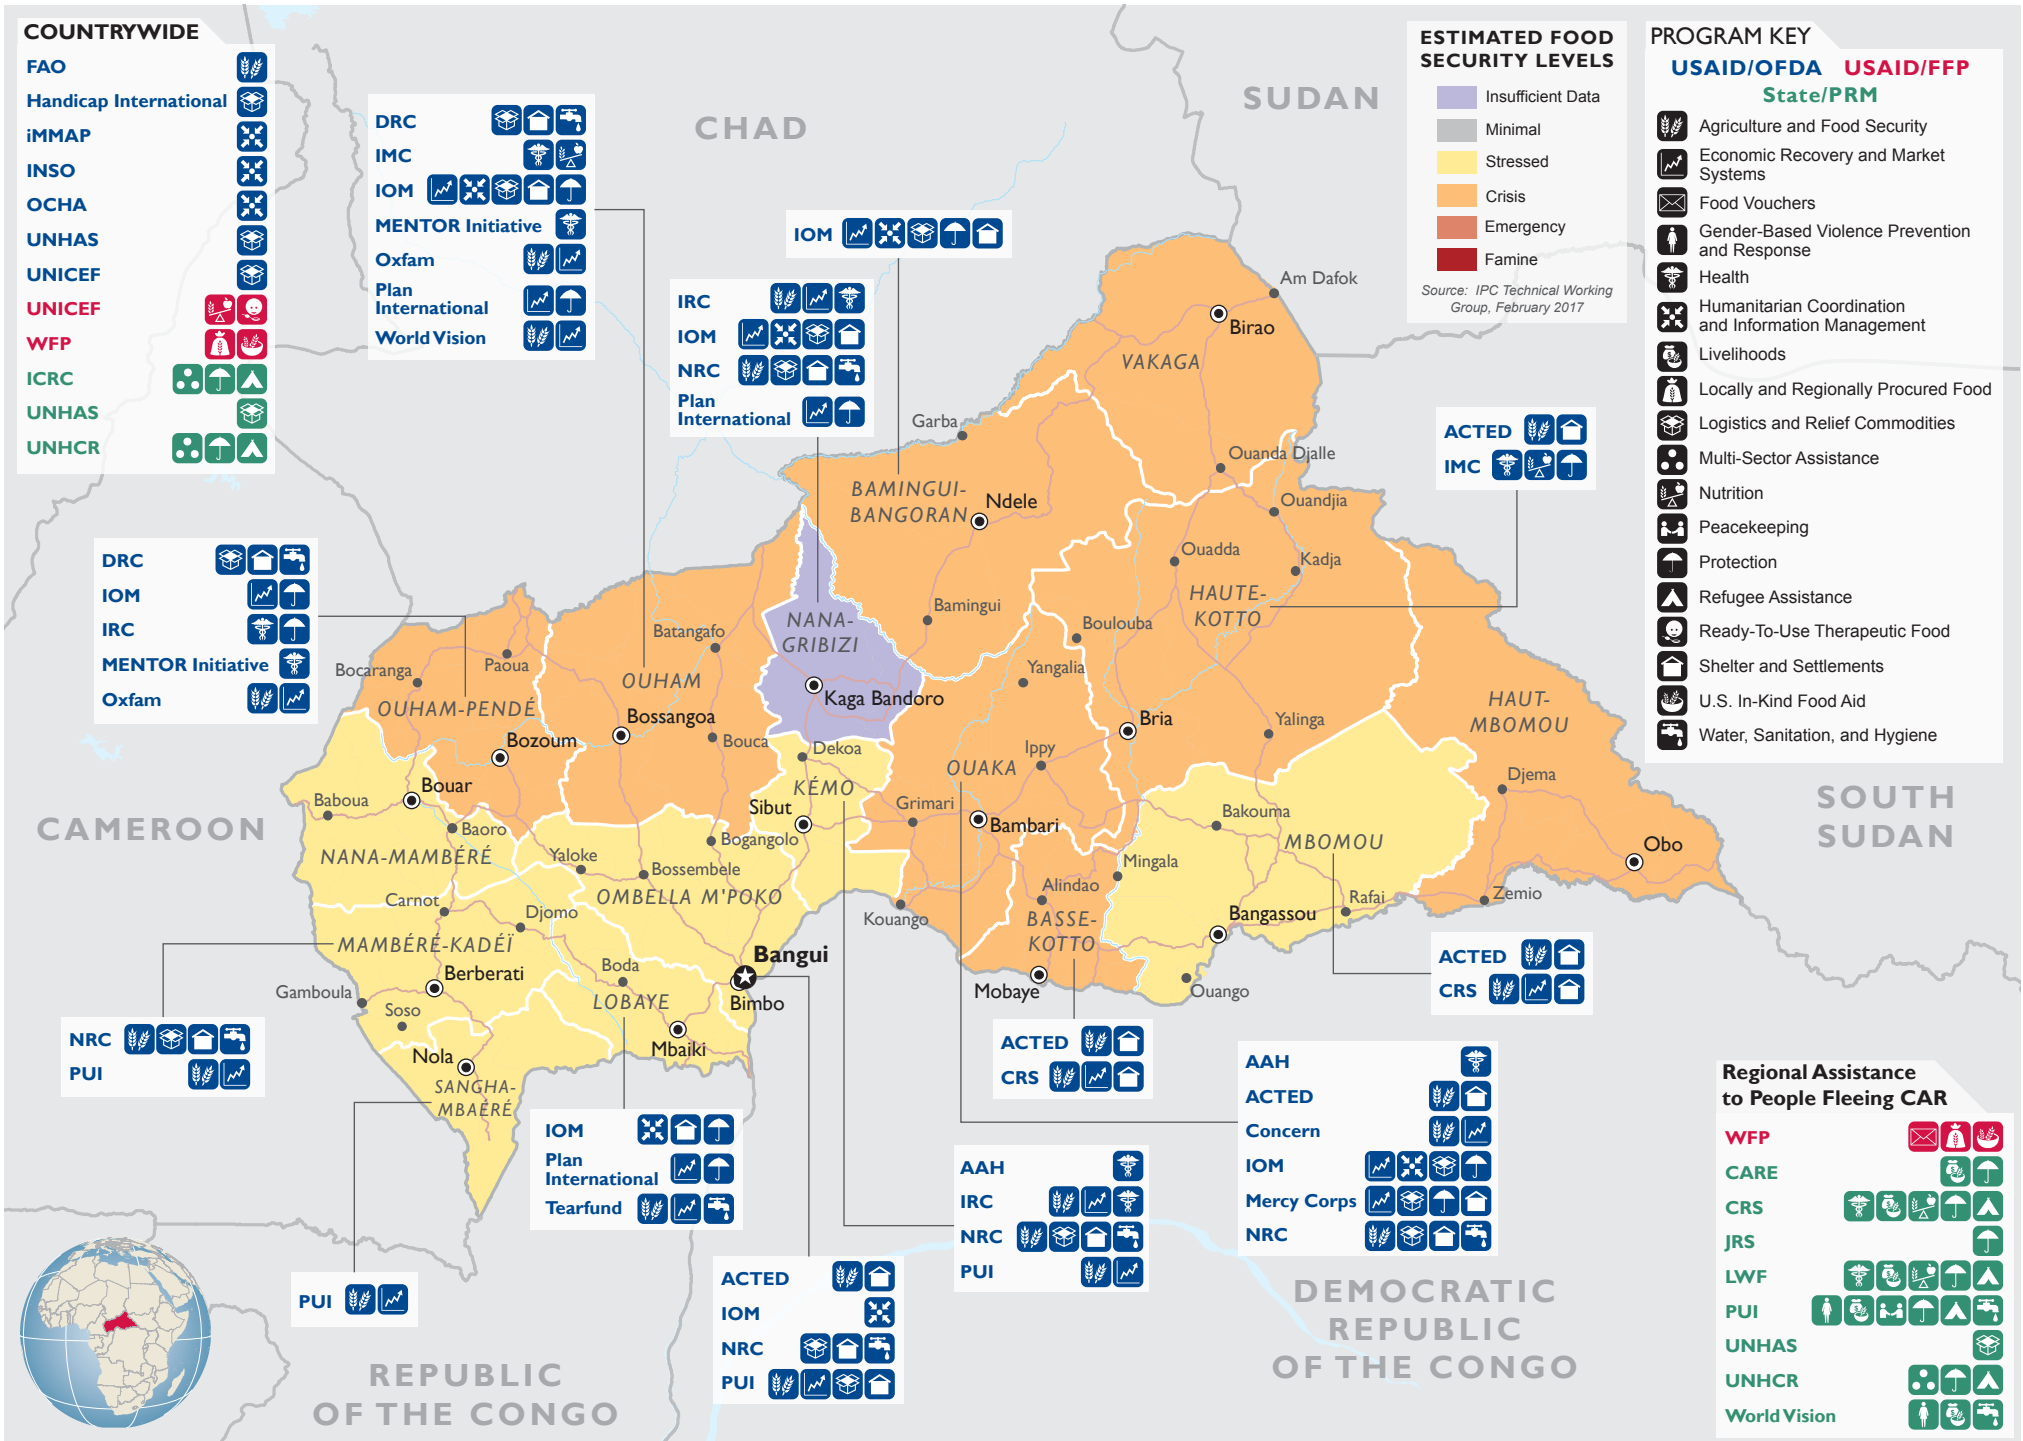 COUNTRYWIDE
FAO
Handicap International
iMMAP
INSO
OCHA
UNHAS
UNICEF
UNICEF
WFP
ICRC
UNHAS
UNHCR
DRC
IMC
IOM
MENTOR Initiative
Oxfam
Plan
International
World Vision
CHAD
SUDAN
IOM
IRC
IOM
NRC
Plan
International
ESTIMATED FOOD
SECURITY LEVELS
Insufficient Data
Minimal
Stressed
Crisis
Emergency
Famine
Source: IPC Technical Working
Group, February 2017
PROGRAM KEY
USAID/OFDA USAID/FFP
State/PRM
Agriculture and Food Security
Economic Recovery and Market
Systems
Food Vouchers
Gender-Based Violence Prevention
and Response
Health
Humanitarian Coordination
and Information Management
Livelihoods
Locally and Regionally Procured Food
Logistics and Relief Commodities
Multi-Sector Assistance
Nutrition
Peacekeeping
Protection
Refugee Assistance
Ready-To-Use Therapeutic Food
Shelter and Settlements
U.S. In-Kind Food Aid
Water, Sanitation, and Hygiene
ACTED
IMC
DRC
IOM
IRC
MENTOR Initiative
Oxfam
Am Dafok
Birao
VAKAGA
Garba
Ouanda Djalle
BAMINGUI-
BANGORAN
Ndele
Ouandjia
Ouadda
Kadja
HAUTE-
KOTTO
Bamingui
NANA-
GRIBIZI
Boulouba
Batangafo
Paoua
Bocaranga
Yangalia
OUHAM
Kaga Bandoro
OUHAM-PENDÉ
Bossangoa
Bria
Yalinga
HAUT-
MBOMOU
Bozoum
Bouca
Dekoa
Ippy
OUAKA
Djema
Bouar
KÉMO
Baboua
Sibut
Grimari
Bambari
Bakouma
CAMEROON
SOUTH
SUDAN
Baoro
Bogangolo
MBOMOU
Obo
NANA-MAMBÉRÉ
Yaloke
Bossembele
Mingala
OMBELLA M'POKO
Alindao
Carnot
Djomo
Kouango
BASSE-
KOTTO
Rafai
Zemio
Bangassou
MAMBÉRÉ-KADÉÏ
Bangui
Berberati
Boda
Gamboula
LOBAYE
Bimbo
Mobaye
Ouango
Soso
Nola
Mbaiki
SANGHA-
MBAÉRÉ
ACTED
CRS
NRC
PUI
ACTED
CRS
AAH
ACTED
Concern
IOM
Mercy Corps
NRC
IOM
Plan
International
Tearfund
AAH
IRC
NRC
PUI
PUI
ACTED
IOM
NRC
PUI
REPUBLIC
OF THE CONGO
DEMOCRATIC
REPUBLIC
OF THE CONGO
Regional Assistance
to People Fleeing CAR
WFP
CARE
CRS
JRS
LWF
PUI
UNHAS
UNHCR
World Vision